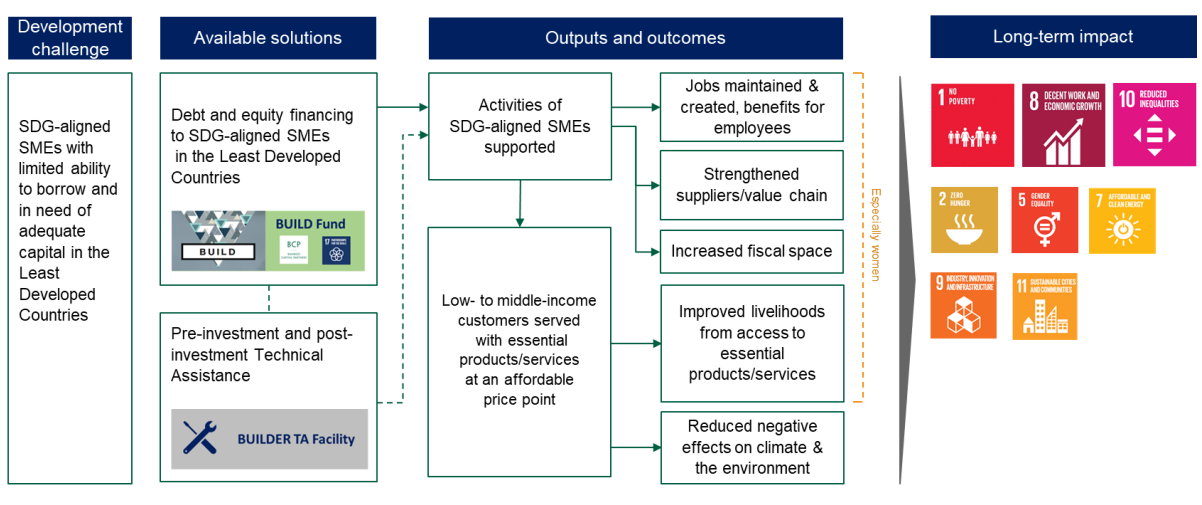 Development
challenge
SDG-aligned
SMEs with
limited ability
to borrow and
in need of
adequate
capital in the
Least
Developed
Countries
Available solutions
Debt and equity financing
to SDG-aligned SMEs
in the Least Developed
Countries
BUILD
BUILD Fund
BCP
17
Pre-investment and post-
investment Technical
Assistance
BUILDER TA Facility
Outputs and outcomes
Activities of
SDG-aligned SMEs
supported
Low- to middle-income
customers served
with essential
products/services
at an affordable
price point
Jobs maintained &
created, benefits for
employees
Strengthened
suppliers/value chain
Increased fiscal space
Improved livelihoods
from access to
essential
products/services
Reduced negative
effects on climate &
the environment
Especially women
Long-term impact
1 NO
POVERTY
8 DECENT WORK AND
ECONOMIC GROWTH
10 REDUCED
INEQUALITIES
2 ZERO
HUNGER
5 GENDER
EQUALITY
7 AFFORDABLE AND
CLEAN ENERGY
9 INDUSTRY, INNOVATION
AND INFRASTRUCTURE
11 SUSTAINABLE CITIES
AND COMMUNITIES